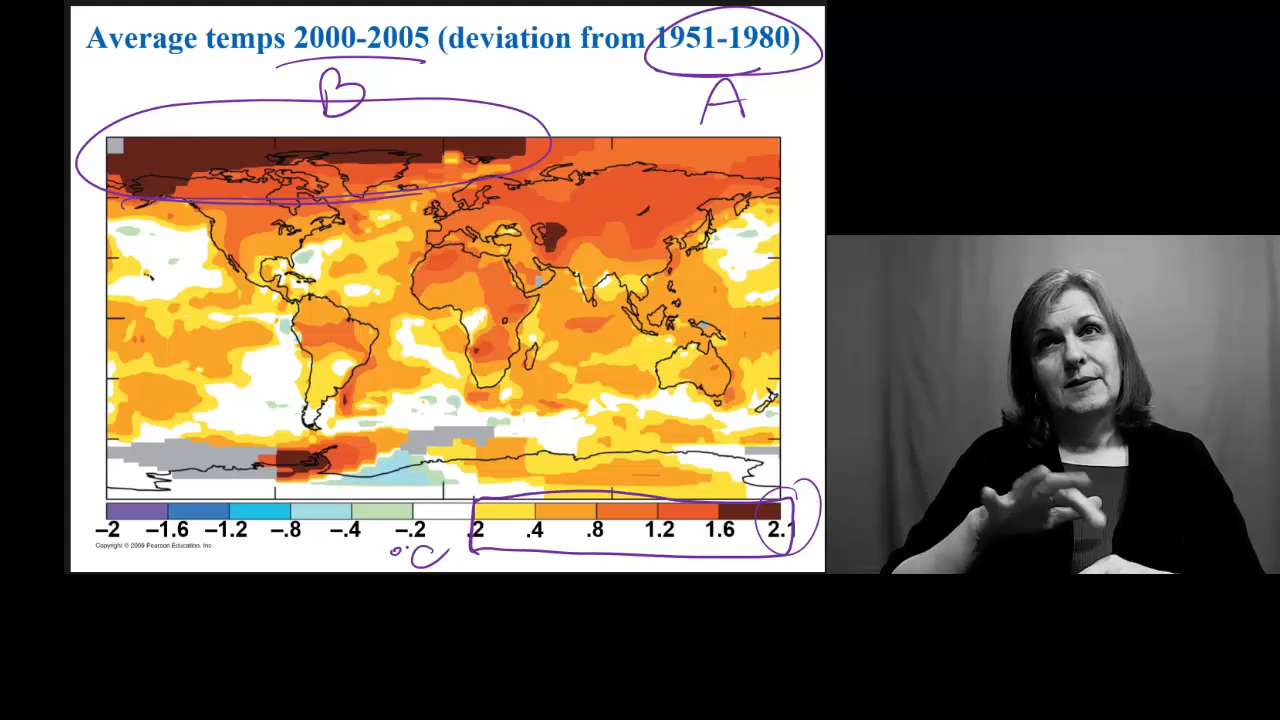 Average temps 2000-2005 (deviation from 1951-1980)
B
A
–2 –1.6 –1.2 –.8 –.4 –.2 .2 .4 .8 1.2 1.6 2.1
Copyright © 2009 Pearson Education, Inc.
°C